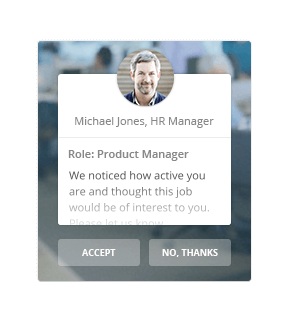 Michael Jones, HR Manager
Role: Product Manager
We noticed how active you
are and thought this job
would be of interest to you.
Please let us know
ACCEPT
NO, THANKS